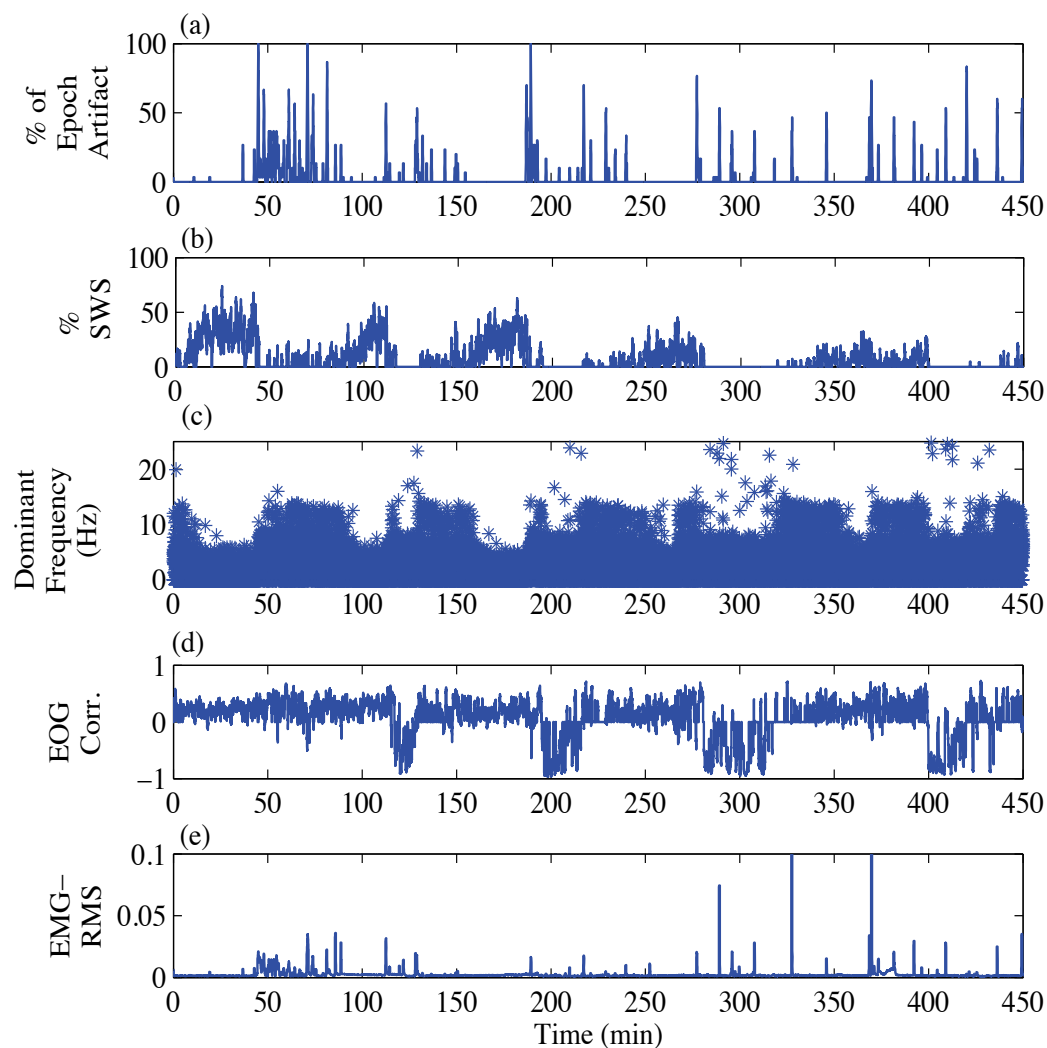 (a)
% of
Epoch
Artifact
100
50
0
0 50 100 150 200 250 300 350 400 450
(b)
%
SWS
100
50
0
0 50 100 150 200 250 300 350 400 450
(c)
Dominant
Frequency
(Hz)
20
10
0
0 50 100 150 200 250 300 350 400 450
(d)
EOG
Corr.
1
0
−1
0 50 100 150 200 250 300 350 400 450
(e)
EMG−
RMS
0.1
0.05
0
0 50 100 150 200 250 300 350 400 450
Time (min)